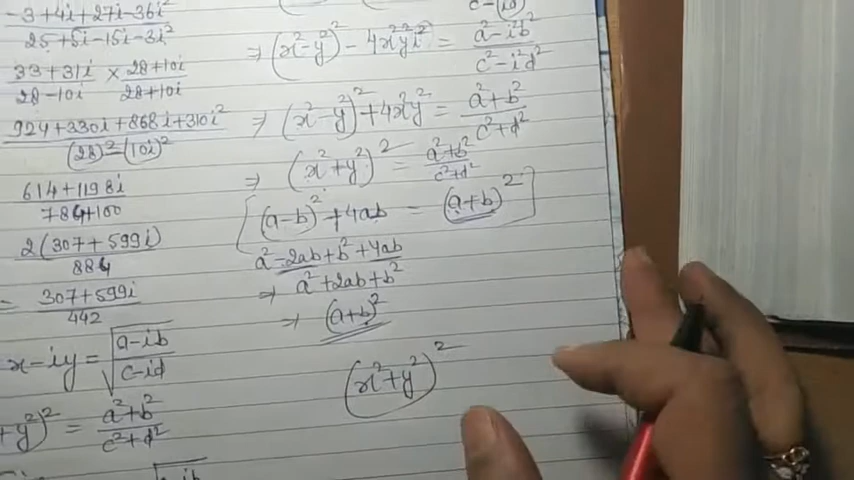 -3+4i+27i-36i²
25+5i-15i-3i²
33+31i × 28+10i
28-10i 28+10i
924+330i+868i+310i²
(28)²-(10i)²
614+1198i
784+100
2(307+599i)
884
= 307+599i
442
x-iy = √a-ib
c-id
+y²)² = a²+b²
c²+d²
ib
c-(id)
⇒ (x²-y²)² - 4x²y²i² = a²-i²b²
c²-i²d²
⇒ (x²-y²)² + 4x²y² = a²+b²
c²+d²
⇒ (x²+y²)² = a²+b²
c²+d²
[(a-b)² + 4ab = (a+b)²]
a²-2ab+b²+4ab
→ a²+2ab+b²
→ (a+b)²
(x²+y²)²